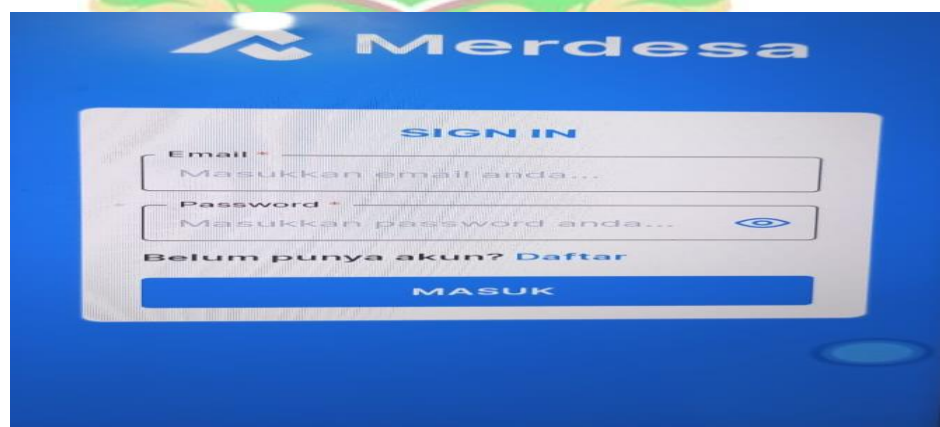 Merdesa
SIGN IN
Email *
Masukkan email anda...
Password *
Masukkan password anda...
Belum punya akun? Daftar
MASUK